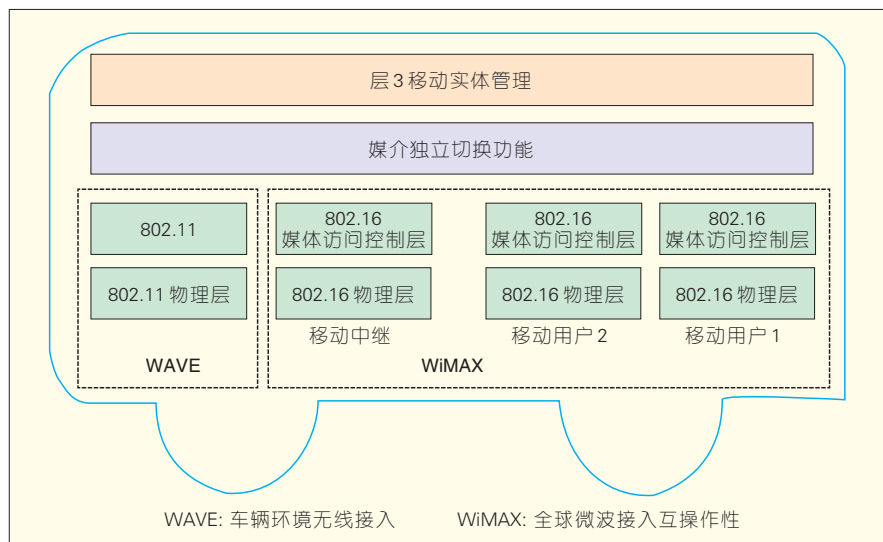 层3移动实体管理
媒介独立切换功能
802.11
802.16
媒体访问控制层
802.16
媒体访问控制层
802.16
媒体访问控制层
802.11 物理层
802.16 物理层
802.16 物理层
802.16 物理层
移动中继
移动用户2
移动用户1
WAVE
WiMAX
WAVE: 车辆环境无线接入
WiMAX: 全球微波接入互操作性